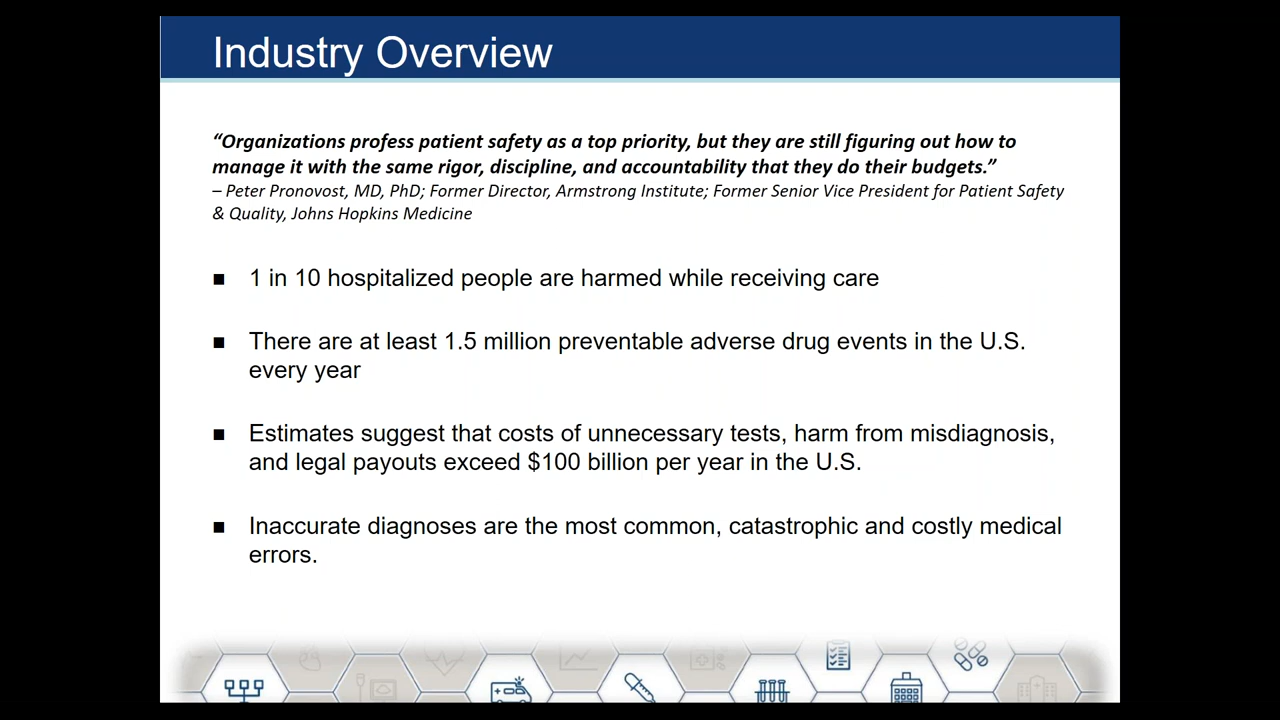 Industry Overview
“Organizations profess patient safety as a top priority, but they are still figuring out how to
manage it with the same rigor, discipline, and accountability that they do their budgets.”
– Peter Pronovost, MD, PhD; Former Director, Armstrong Institute; Former Senior Vice President for Patient Safety
& Quality, Johns Hopkins Medicine
■ 1 in 10 hospitalized people are harmed while receiving care
■ There are at least 1.5 million preventable adverse drug events in the U.S.
every year
■ Estimates suggest that costs of unnecessary tests, harm from misdiagnosis,
and legal payouts exceed $100 billion per year in the U.S.
■ Inaccurate diagnoses are the most common, catastrophic and costly medical
errors.